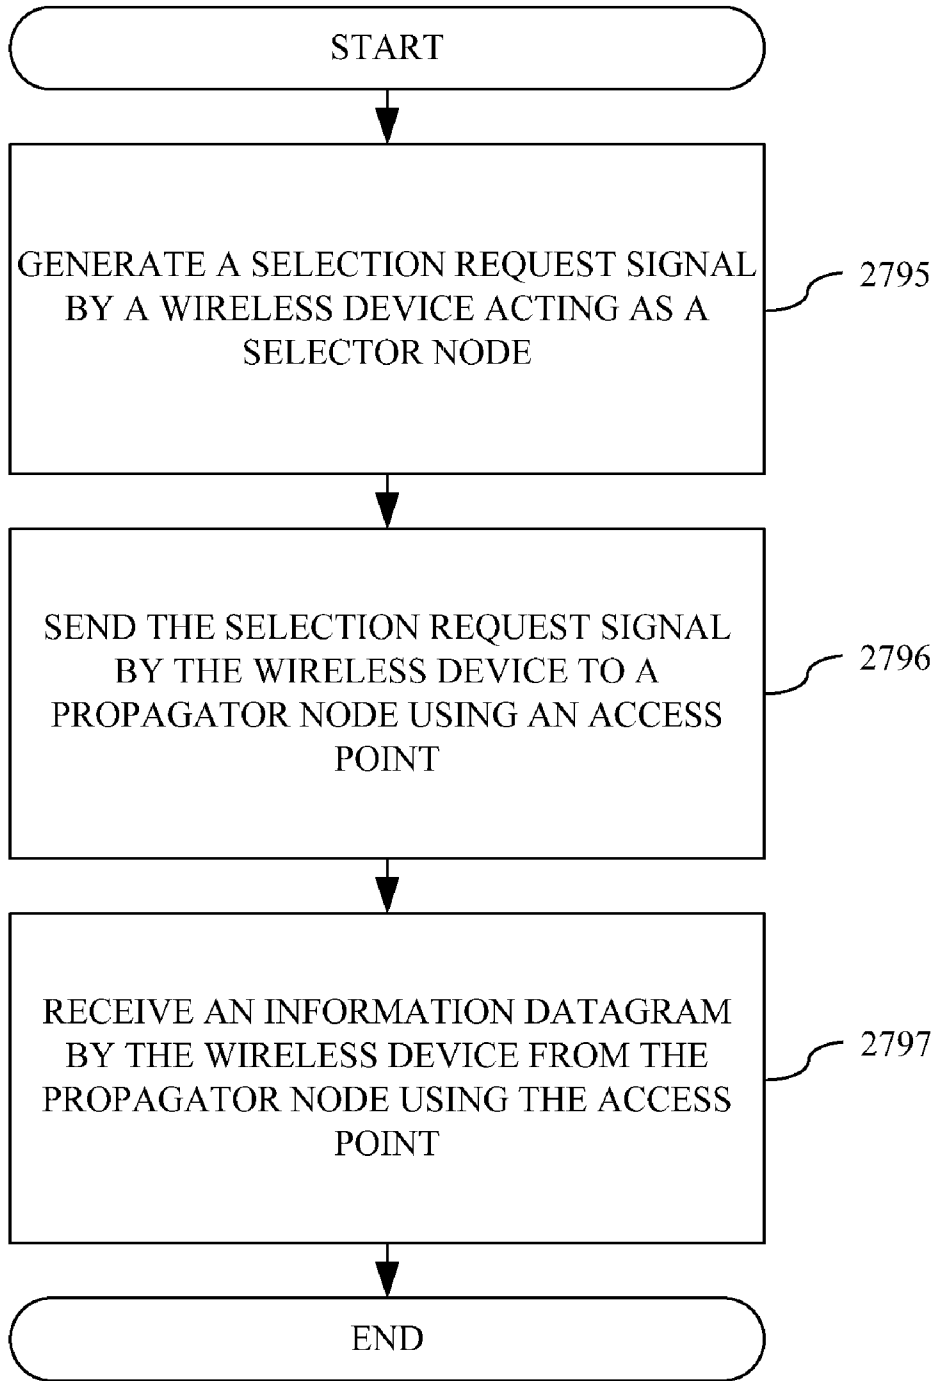 START
GENERATE A SELECTION REQUEST SIGNAL
BY A WIRELESS DEVICE ACTING AS A
SELECTOR NODE
2795
SEND THE SELECTION REQUEST SIGNAL
BY THE WIRELESS DEVICE TO A
PROPAGATOR NODE USING AN ACCESS
POINT
2796
RECEIVE AN INFORMATION DATAGRAM
BY THE WIRELESS DEVICE FROM THE
PROPAGATOR NODE USING THE ACCESS
POINT
2797
END